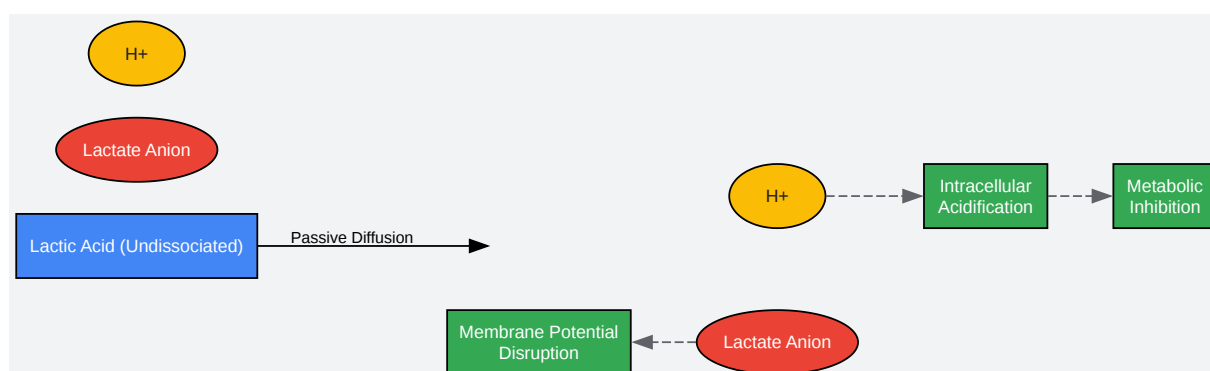 H+
Lactate Anion
Lactic Acid (Undissociated)
Passive Diffusion
H+
Intracellular
Acidification
Metabolic
Inhibition
Membrane Potential
Disruption
Lactate Anion